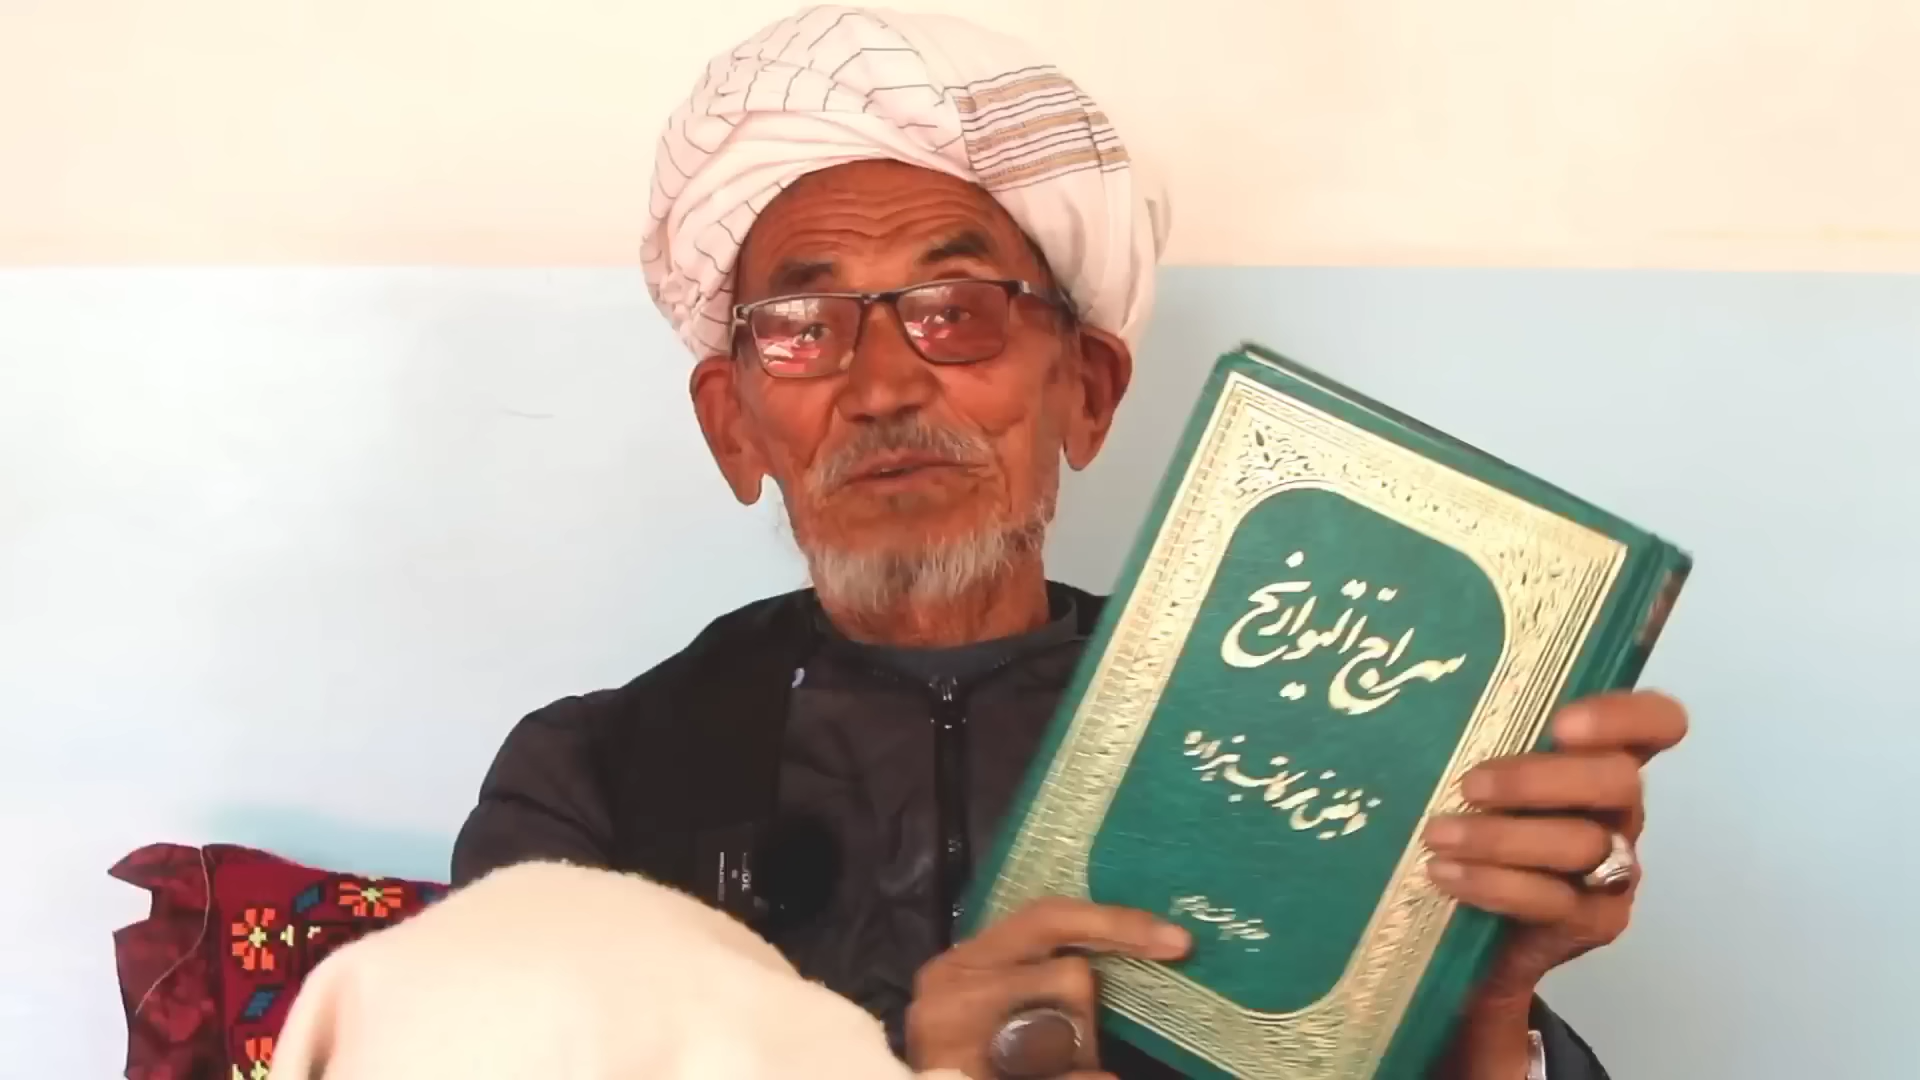 سراج التواریخ
فیض محمد کاتب هزاره